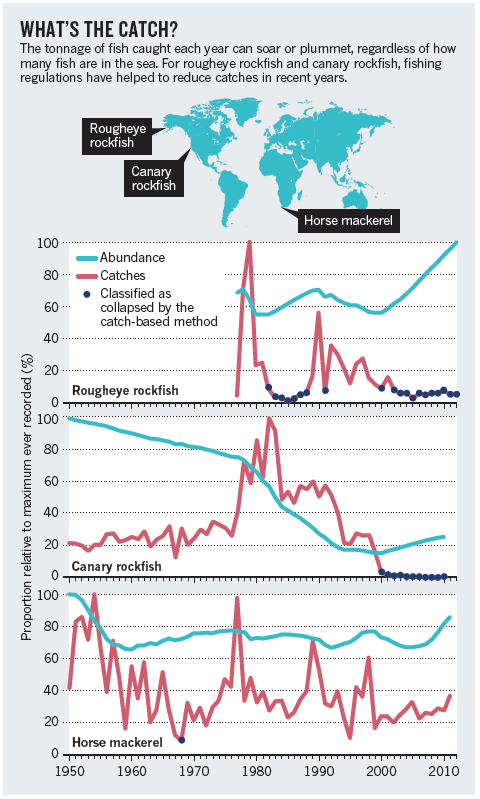 WHAT'S THE CATCH?
The tonnage of fish caught each year can soar or plummet, regardless of how
many fish are in the sea. For rougheye rockfish and canary rockfish, fishing
regulations have helped to reduce catches in recent years.
Rougheye
rockfish
Canary
rockfish
Horse mackerel
Proportion relative to maximum ever recorded (%)
100
80
60
40
20
0
Abundance
Catches
Classified as
collapsed by the
catch-based method
Rougheye rockfish
100
80
60
40
20
0
Canary rockfish
100
80
60
40
20
0
Horse mackerel
1950 1960 1970 1980 1990 2000 2010